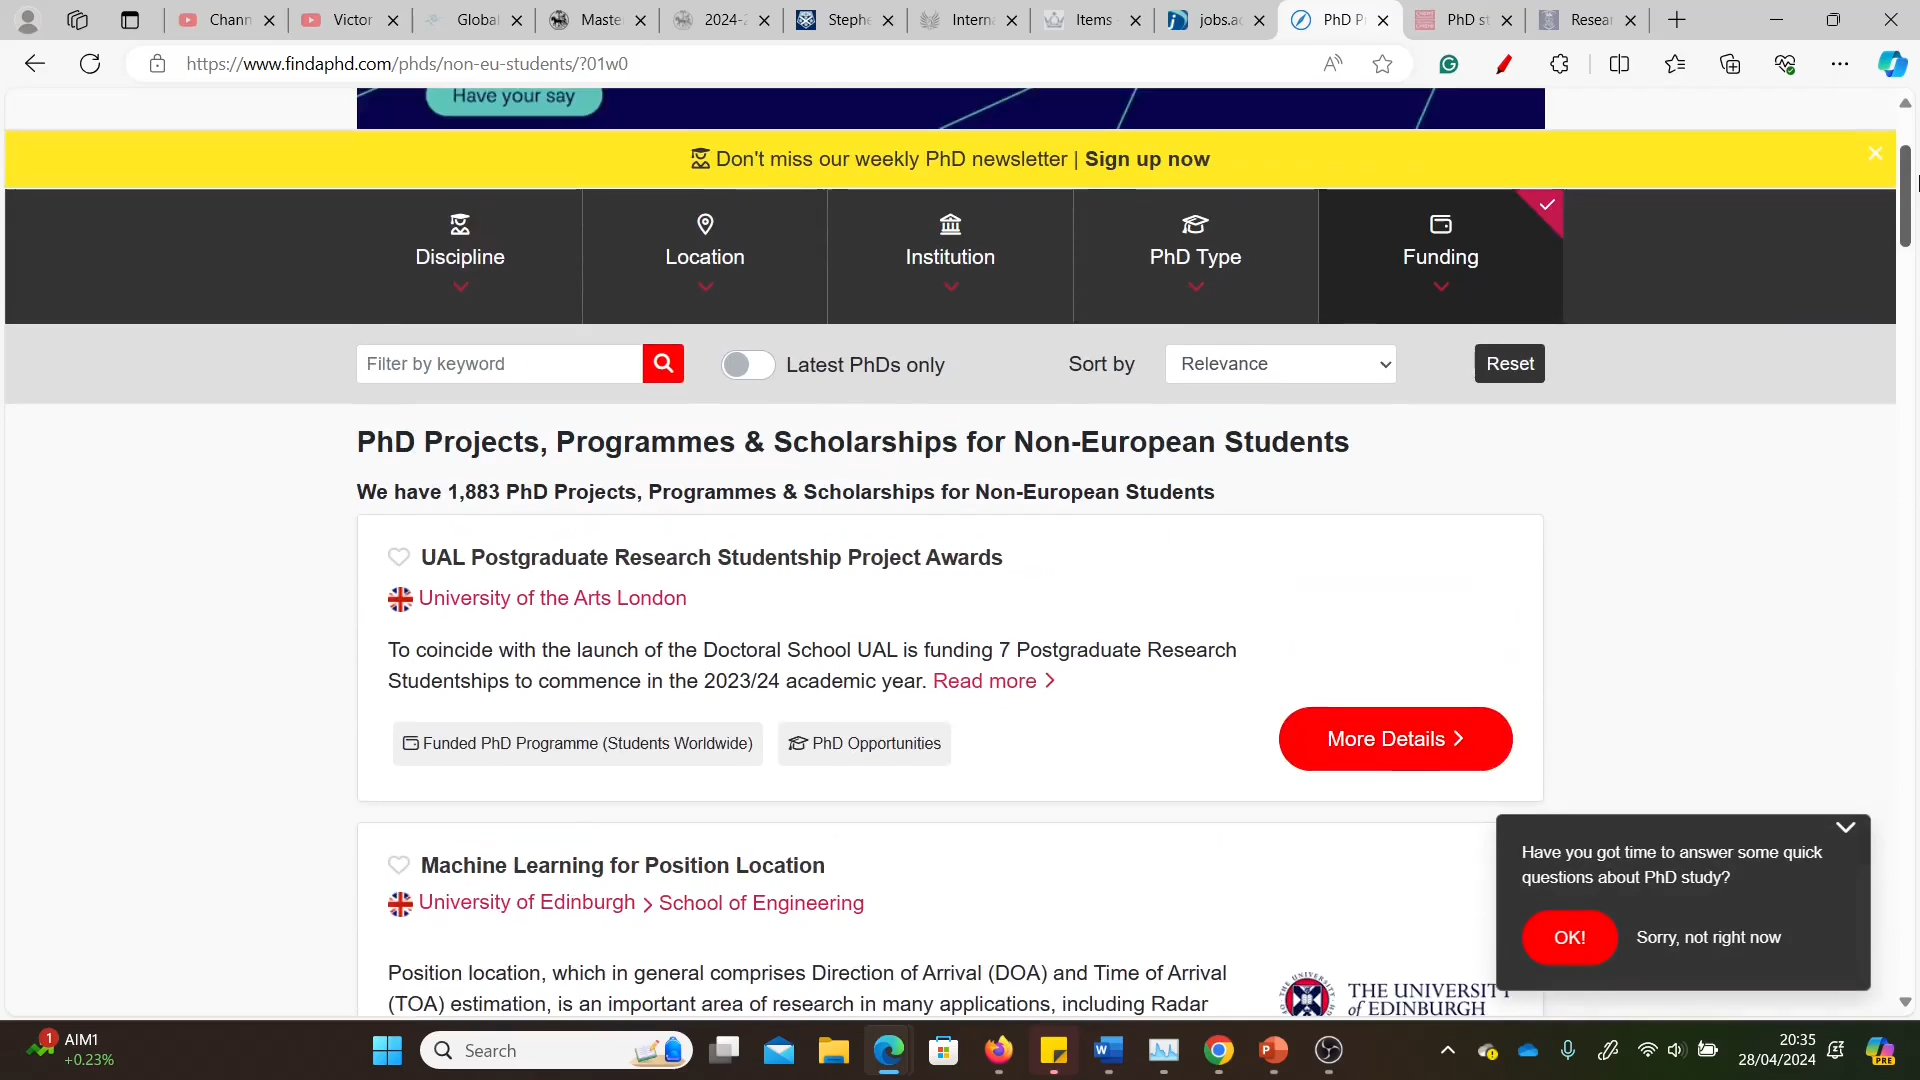 Chann
Victor
Global
Maste
2024-2
Stephe
Interna
Items
jobs.ac
PhD P
PhD st
Resear
https://www.findaphd.com/phds/non-eu-students/?01w0
Have your say
Don't miss our weekly PhD newsletter | Sign up now
Discipline
Location
Institution
PhD Type
Funding
Filter by keyword
Latest PhDs only
Sort by
Relevance
Reset
PhD Projects, Programmes & Scholarships for Non-European Students
We have 1,883 PhD Projects, Programmes & Scholarships for Non-European Students
UAL Postgraduate Research Studentship Project Awards
University of the Arts London
To coincide with the launch of the Doctoral School UAL is funding 7 Postgraduate Research
Studentships to commence in the 2023/24 academic year. Read more >
Funded PhD Programme (Students Worldwide)
PhD Opportunities
More Details >
Machine Learning for Position Location
University of Edinburgh > School of Engineering
Position location, which in general comprises Direction of Arrival (DOA) and Time of Arrival
(TOA) estimation, is an important area of research in many applications, including Radar
THE UNIVERSITY
of EDINBURGH
Have you got time to answer some quick
questions about PhD study?
OK!
Sorry, not right now
1
AIM1
+0.23%
Search
20:35
28/04/2024
PRE